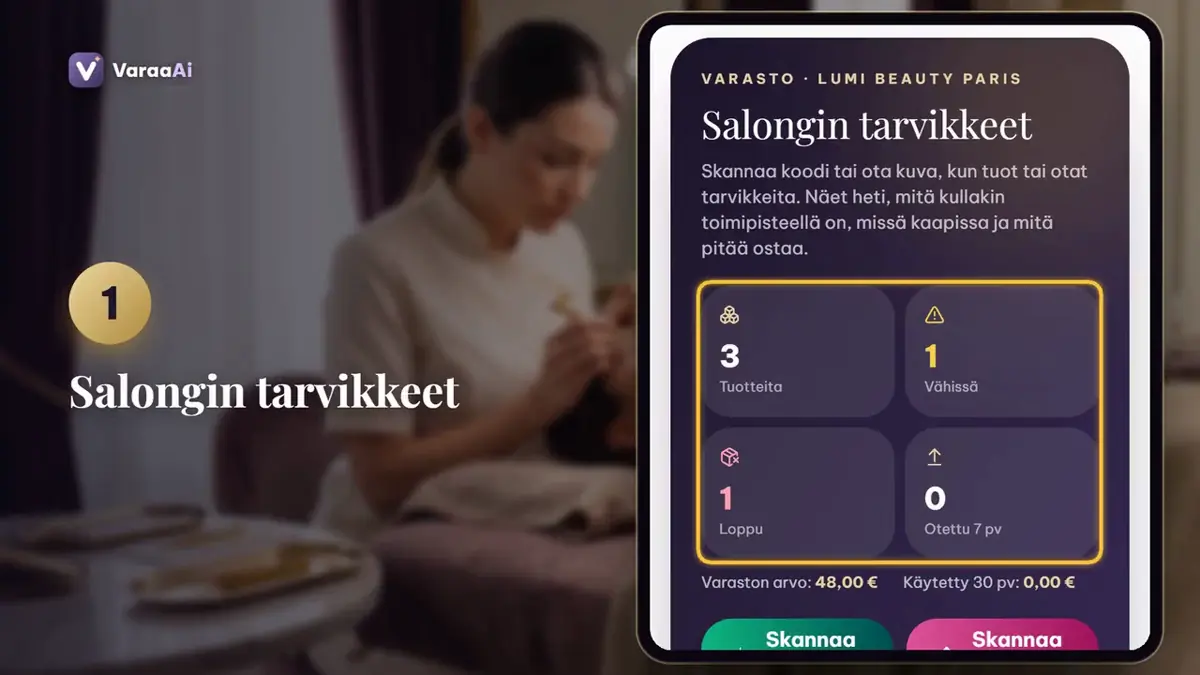 VaraaAi
1
Salongin tarvikkeet
VARASTO · LUMI BEAUTY PARIS
Salongin tarvikkeet
Skannaa koodi tai ota kuva, kun tuot tai otat
tarvikkeita. Näet heti, mitä kullakin
toimipisteellä on, missä kaapissa ja mitä
pitää ostaa.
3
Tuotteita
1
Vähissä
1
Loppu
0
Otettu 7 pv
Varaston arvo: 48,00 € Käytetty 30 pv: 0,00 €
Skannaa
Skannaa